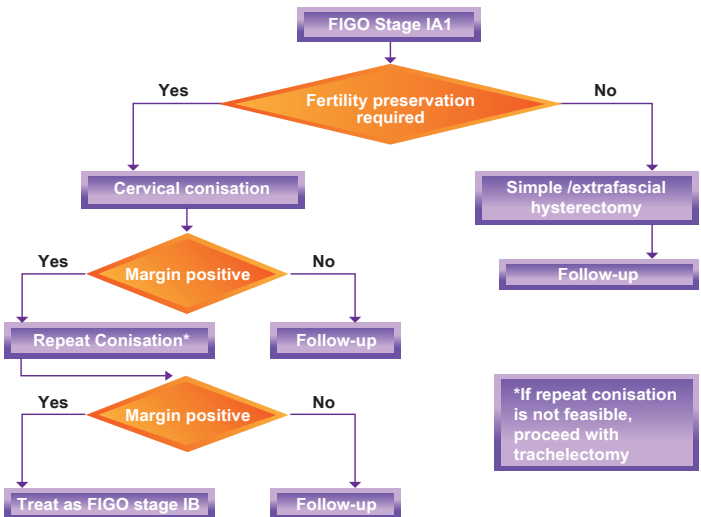 FIGO Stage IA1
Yes
No
Fertility preservation
required
Cervical conisation
Simple /extrafascial
hysterectomy
Yes
Margin positive
No
Follow-up
Repeat Conisation*
Follow-up
Yes
Margin positive
No
*If repeat conisation
is not feasible,
proceed with
trachelectomy
Treat as FIGO stage IB
Follow-up